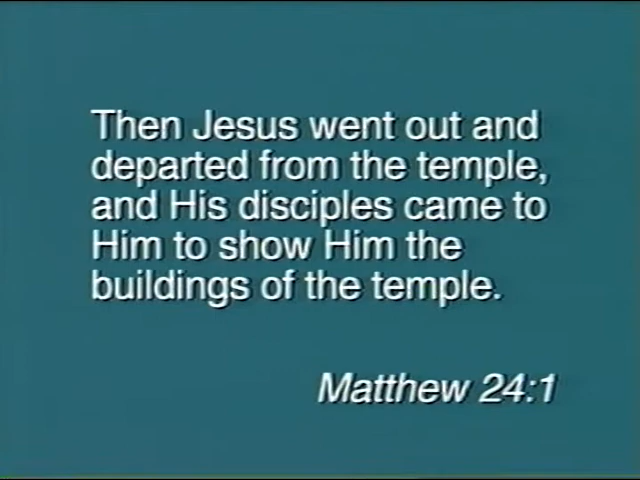 Then Jesus went out and
departed from the temple,
and His disciples came to
Him to show Him the
buildings of the temple.
Matthew 24:1